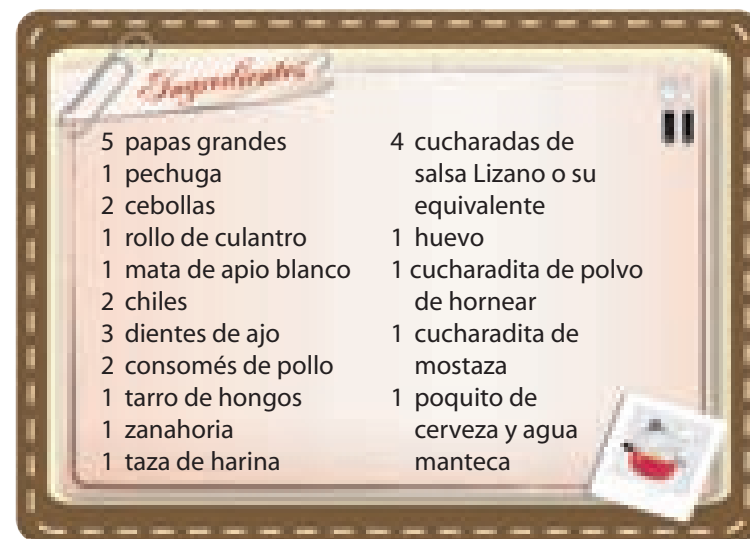 Ingredientes
5 papas grandes
1 pechuga
2 cebollas
1 rollo de culantro
1 mata de apio blanco
2 chiles
3 dientes de ajo
2 consomés de pollo
1 tarro de hongos
1 zanahoria
1 taza de harina
4 cucharadas de
salsa Lizano o su
equivalente
1 huevo
1 cucharadita de polvo
de hornear
1 cucharadita de
mostaza
1 poquito de
cerveza y agua
manteca